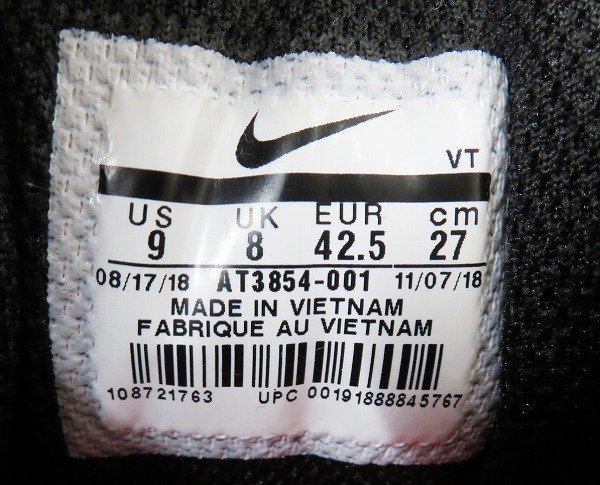 VT
US UK EUR cm
9 8 42.5 27
08/17/18 AT3854-001 11/07/18
MADE IN VIETNAM
FABRIQUE AU VIETNAM
108721763 UPC 00191888845767